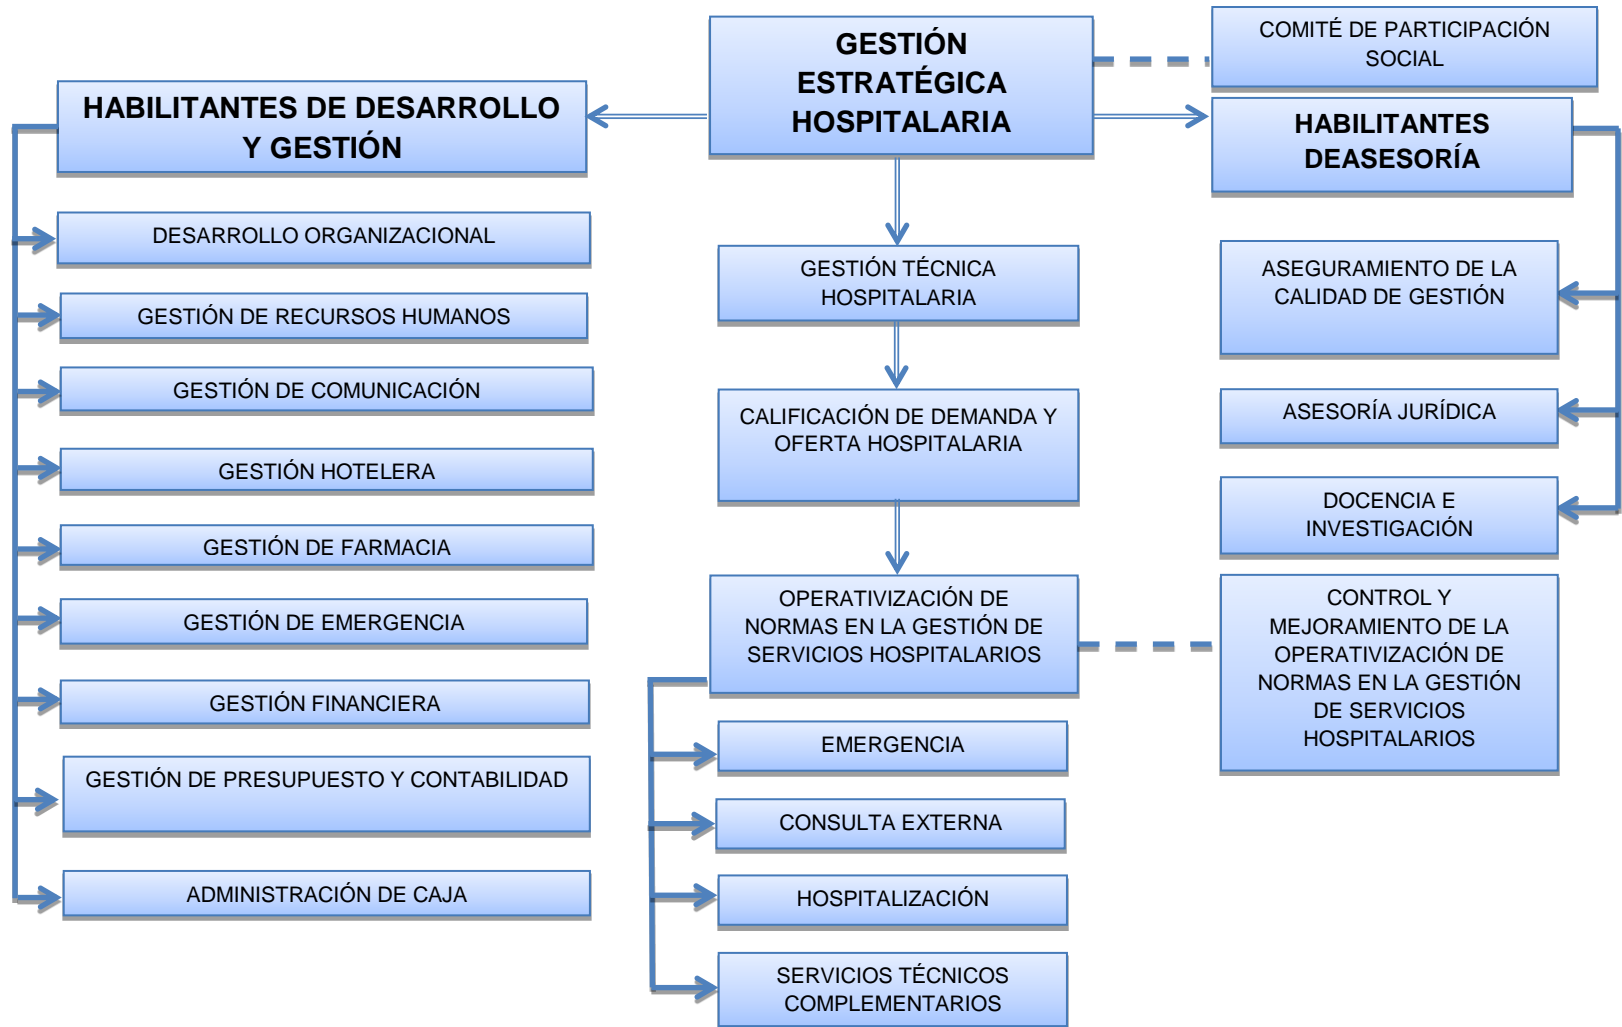 GESTIÓN
ESTRATÉGICA
HOSPITALARIA
COMITÉ DE PARTICIPACIÓN
SOCIAL
HABILITANTES DE DESARROLLO
Y GESTIÓN
HABILITANTES
DEASESORÍA
DESARROLLO ORGANIZACIONAL
GESTIÓN DE RECURSOS HUMANOS
GESTIÓN DE COMUNICACIÓN
GESTIÓN HOTELERA
GESTIÓN DE FARMACIA
GESTIÓN DE EMERGENCIA
GESTIÓN FINANCIERA
GESTIÓN DE PRESUPUESTO Y CONTABILIDAD
ADMINISTRACIÓN DE CAJA
GESTIÓN TÉCNICA
HOSPITALARIA
CALIFICACIÓN DE DEMANDA Y
OFERTA HOSPITALARIA
OPERATIVIZACIÓN DE
NORMAS EN LA GESTIÓN DE
SERVICIOS HOSPITALARIOS
EMERGENCIA
CONSULTA EXTERNA
HOSPITALIZACIÓN
SERVICIOS TÉCNICOS
COMPLEMENTARIOS
ASEGURAMIENTO DE LA
CALIDAD DE GESTIÓN
ASESORÍA JURÍDICA
DOCENCIA E
INVESTIGACIÓN
CONTROL Y
MEJORAMIENTO DE LA
OPERATIVIZACIÓN DE
NORMAS EN LA GESTIÓN
DE SERVICIOS
HOSPITALARIOS